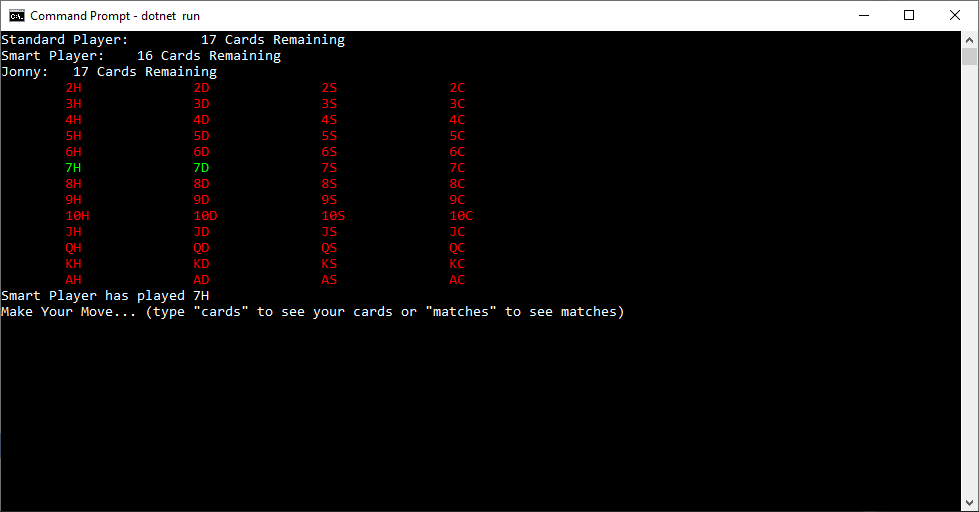 Command Prompt - dotnet run
Standard Player: 17 Cards Remaining
Smart Player: 16 Cards Remaining
Jonny: 17 Cards Remaining
2H 2D 2S 2C
3H 3D 3S 3C
4H 4D 4S 4C
5H 5D 5S 5C
6H 6D 6S 6C
7H 7D 7S 7C
8H 8D 8S 8C
9H 9D 9S 9C
10H 10D 10S 10C
JH JD JS JC
QH QD QS QC
KH KD KS KC
AH AD AS AC
Smart Player has played 7H
Make Your Move... (type "cards" to see your cards or "matches" to see matches)